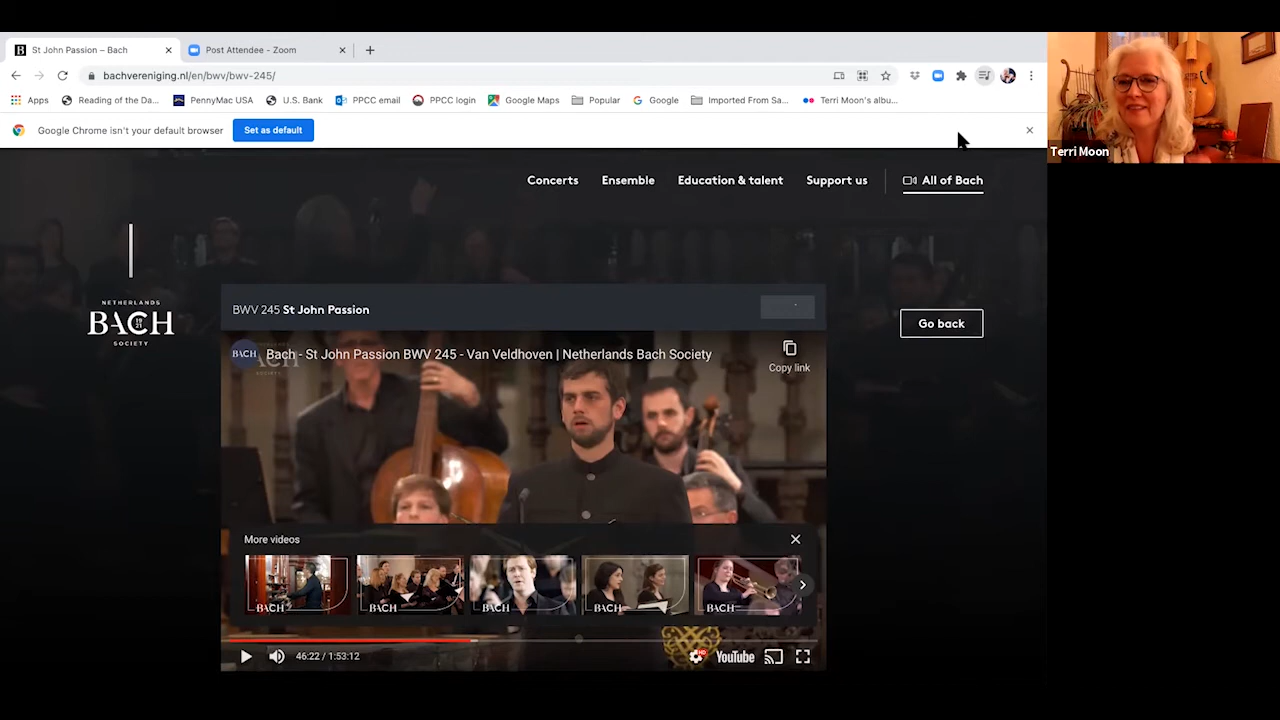 St John Passion – Bach
Post Attendee - Zoom
bachvereniging.nl/en/bwv/bwv-245/
Apps
Reading of the Da...
PennyMac USA
U.S. Bank
PPCC email
PPCC login
Google Maps
Popular
Google
Imported From Sa...
Terri Moon's albu...
Google Chrome isn't your default browser
Set as default
Terri Moon
Concerts
Ensemble
Education & talent
Support us
All of Bach
NETHERLANDS
BACH
SOCIETY
BWV 245 St John Passion
Go back
BACH
Bach - St John Passion BWV 245 - Van Veldhoven | Netherlands Bach Society
Copy link
More videos
BACH
BACH
BACH
BACH
BACH
46:22 / 1:53:12
HD
YouTube